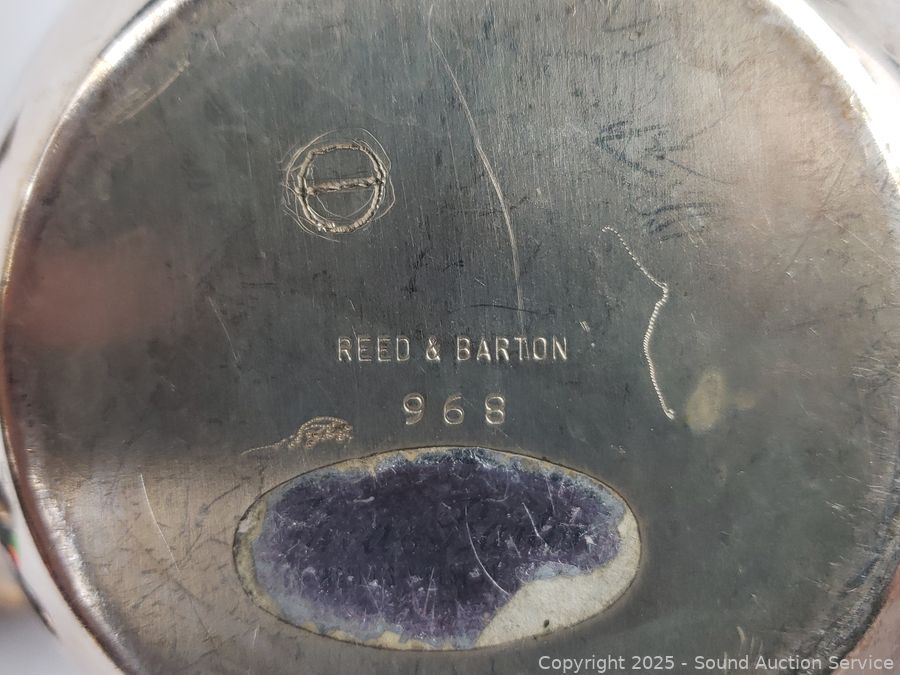 REED & BARTON
968
Copyright 2025 - Sound Auction Service